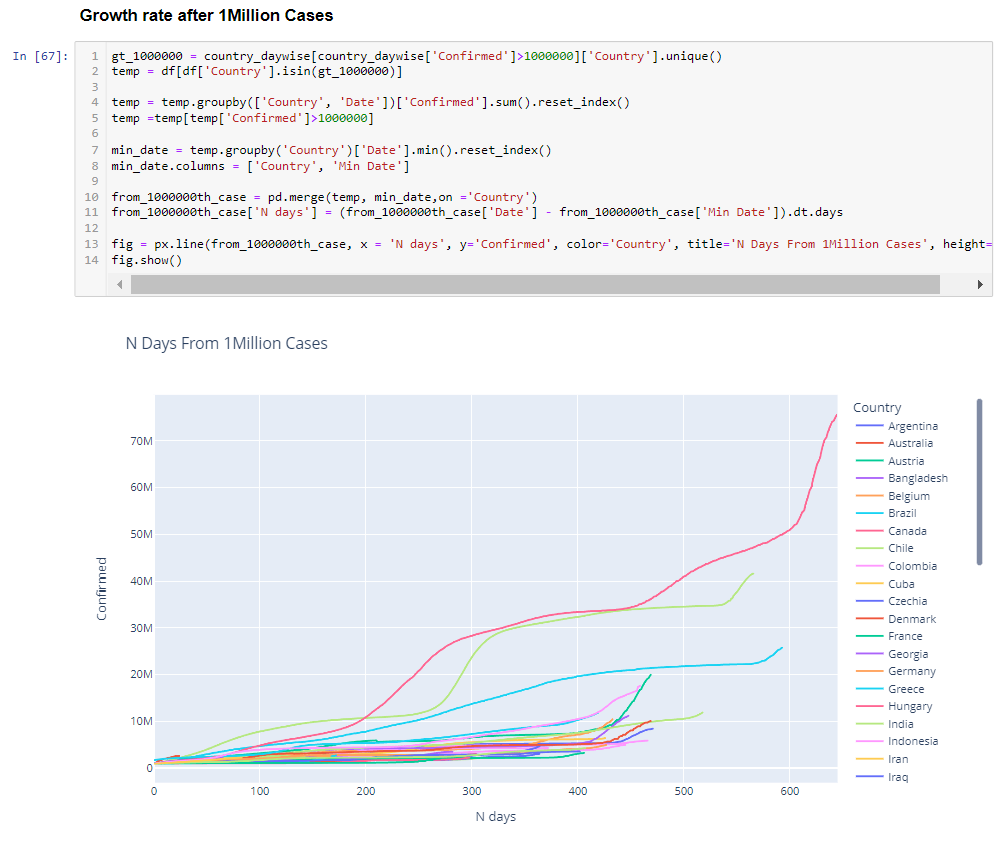 Growth rate after 1Million Cases
In [67]:
1 gt_1000000 = country_daywise[country_daywise['Confirmed']>1000000]['Country'].unique()
2 temp = df[df['Country'].isin(gt_1000000)]
3
4 temp = temp.groupby(['Country', 'Date'])['Confirmed'].sum().reset_index()
5 temp =temp[temp['Confirmed']>1000000]
6
7 min_date = temp.groupby('Country')['Date'].min().reset_index()
8 min_date.columns = ['Country', 'Min Date']
9
10 from_1000000th_case = pd.merge(temp, min_date,on ='Country')
11 from_1000000th_case['N days'] = (from_1000000th_case['Date'] - from_1000000th_case['Min Date']).dt.days
12
13 fig = px.line(from_1000000th_case, x = 'N days', y='Confirmed', color='Country', title='N Days From 1Million Cases', height=
14 fig.show()
N Days From 1Million Cases
Confirmed
70M
60M
50M
40M
30M
20M
10M
0
0 100 200 300 400 500 600
N days
Country
Argentina
Australia
Austria
Bangladesh
Belgium
Brazil
Canada
Chile
Colombia
Cuba
Czechia
Denmark
France
Georgia
Germany
Greece
Hungary
India
Indonesia
Iran
Iraq